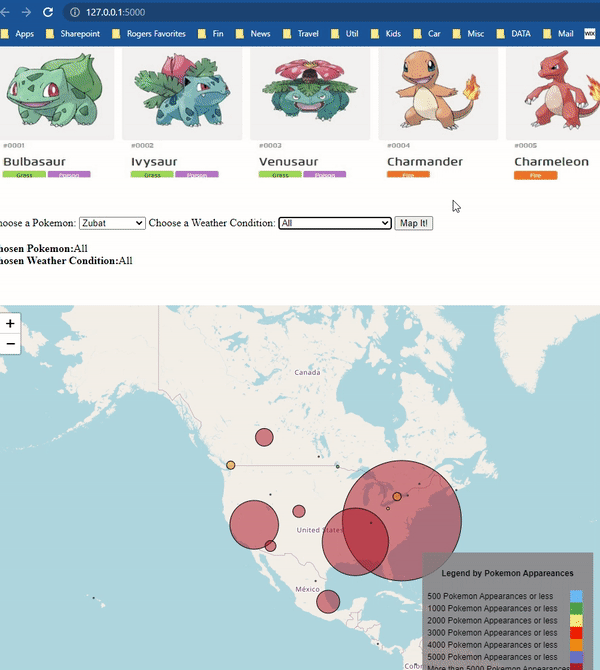 127.0.0.1:5000
Apps Sharepoint Rogers Favorites Fin News Travel Util Kids Car Misc DATA Mail WIX
#0001 #0002 #0003 #0004 #0005
Bulbasaur Ivysaur Venusaur Charmander Charmeleon
Grass Poison Grass Poison Grass Poison Fire Fire
hoose a Pokemon: Zubat Choose a Weather Condition: All Map It!
hosen Pokemon:All
hosen Weather Condition:All
+
−
Canada
United States
México
Legend by Pokemon Appareances
500 Pokemon Appearances or less
1000 Pokemon Appearances or less
2000 Pokemon Appearances or less
3000 Pokemon Appearances or less
4000 Pokemon Appearances or less
5000 Pokemon Appearances or less
More than 5000 Pokemon Appearances